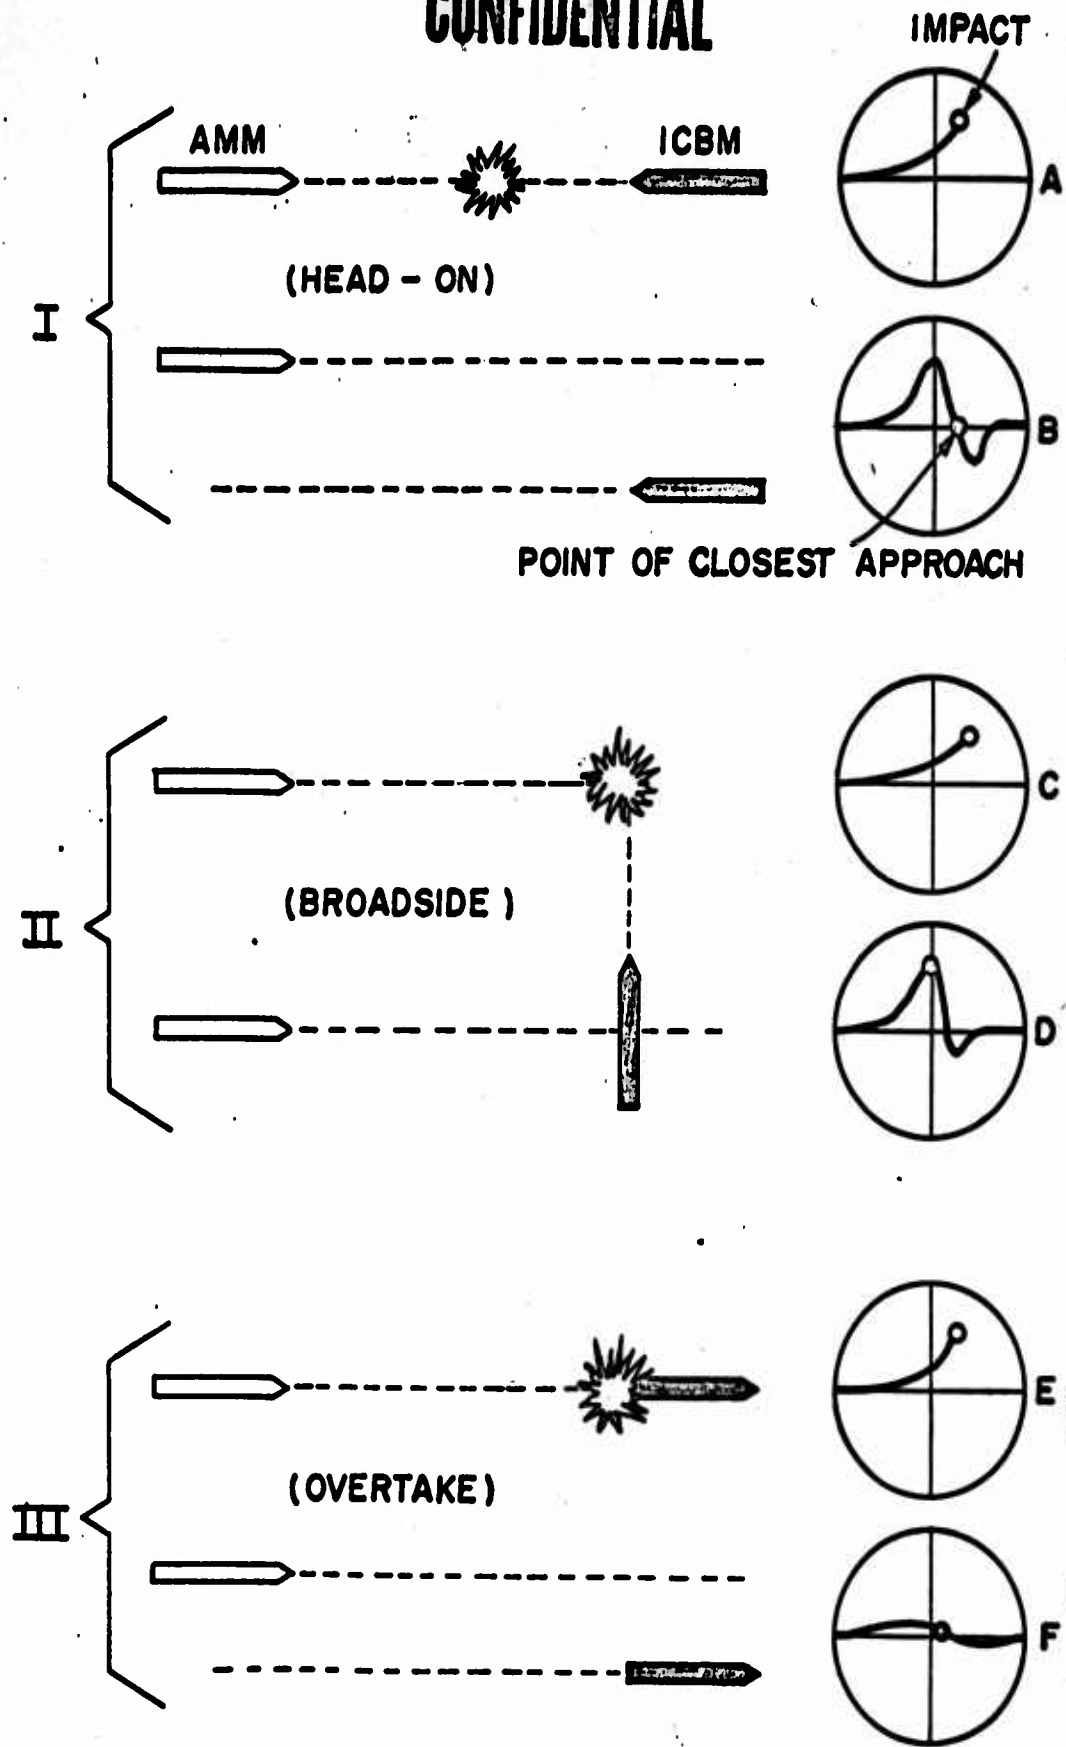 CONFIDENTIAL
IMPACT
AMM
ICBM
A
(HEAD - ON)
I
B
POINT OF CLOSEST APPROACH
C
(BROADSIDE)
II
D
E
(OVERTAKE)
III
F